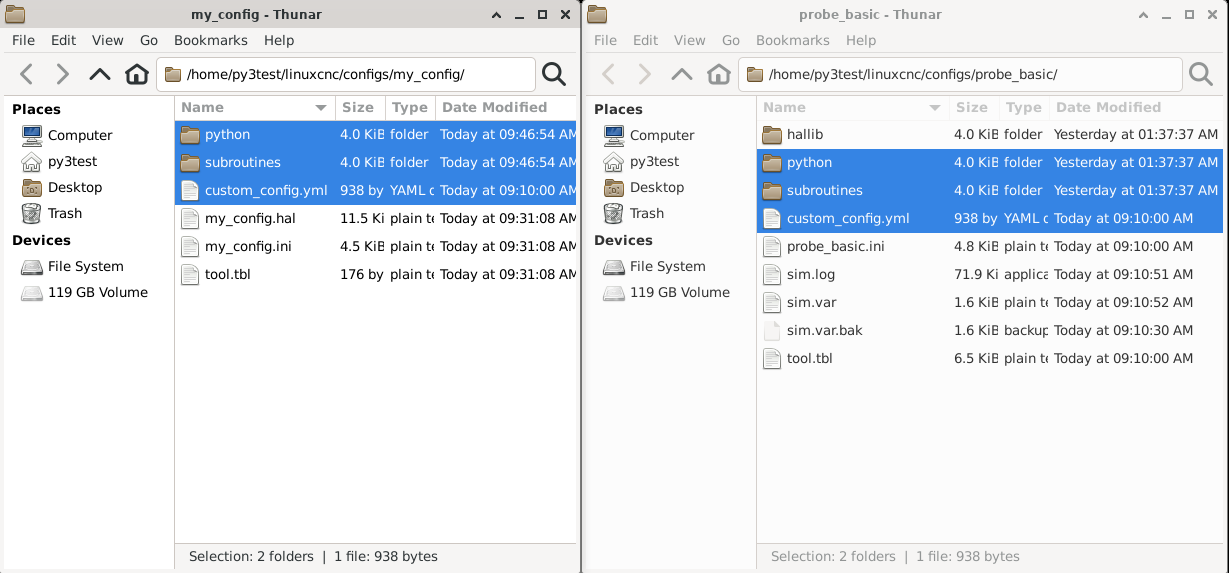 my_config - Thunar
File Edit View Go Bookmarks Help
/home/py3test/linuxcnc/configs/my_config/
Places
Computer
py3test
Desktop
Trash
Devices
File System
119 GB Volume
Name Size Type Date Modified
python 4.0 KiB folder Today at 09:46:54 AM
subroutines 4.0 KiB folder Today at 09:46:54 AM
custom_config.yml 938 by YAML c Today at 09:10:00 AM
my_config.hal 11.5 Ki plain te Today at 09:31:08 AM
my_config.ini 4.5 KiB plain te Today at 09:31:08 AM
tool.tbl 176 by plain te Today at 09:31:08 AM
Selection: 2 folders | 1 file: 938 bytes
probe_basic - Thunar
File Edit View Go Bookmarks Help
/home/py3test/linuxcnc/configs/probe_basic/
Places
Computer
py3test
Desktop
Trash
Devices
File System
119 GB Volume
Name Size Type Date Modified
hallib 4.0 KiB folder Yesterday at 01:37:37 AM
python 4.0 KiB folder Yesterday at 01:37:37 AM
subroutines 4.0 KiB folder Yesterday at 01:37:37 AM
custom_config.yml 938 by YAML c Today at 09:10:00 AM
probe_basic.ini 4.8 KiB plain te Today at 09:10:00 AM
sim.log 71.9 Ki applica Today at 09:10:51 AM
sim.var 1.6 KiB plain te Today at 09:10:52 AM
sim.var.bak 1.6 KiB backup Today at 09:10:30 AM
tool.tbl 6.5 KiB plain te Today at 09:10:00 AM
Selection: 2 folders | 1 file: 938 bytes